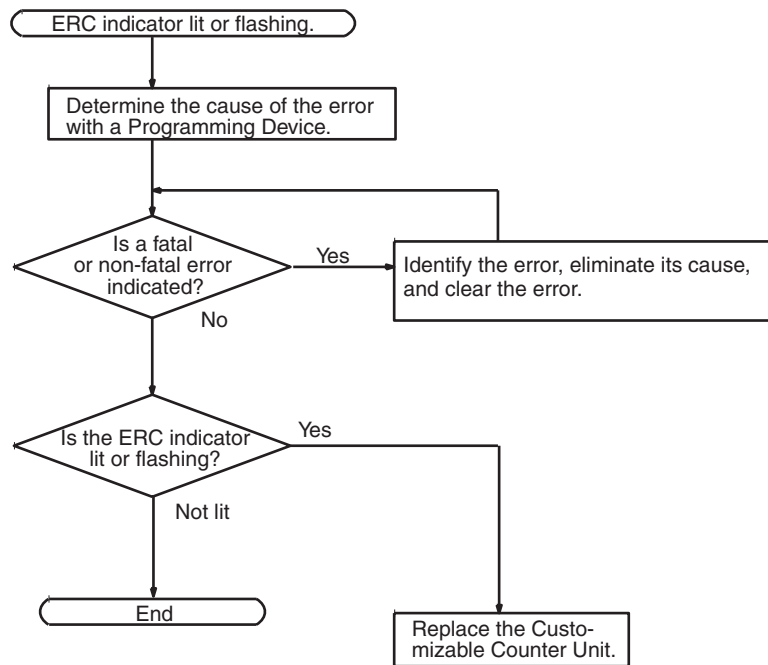 ERC indicator lit or flashing.
Determine the cause of the error
with a Programming Device.
Is a fatal
or non-fatal error
indicated?
Yes
Identify the error, eliminate its cause,
and clear the error.
No
Is the ERC indicator
lit or flashing?
Yes
Not lit
End
Replace the Custo-
mizable Counter Unit.